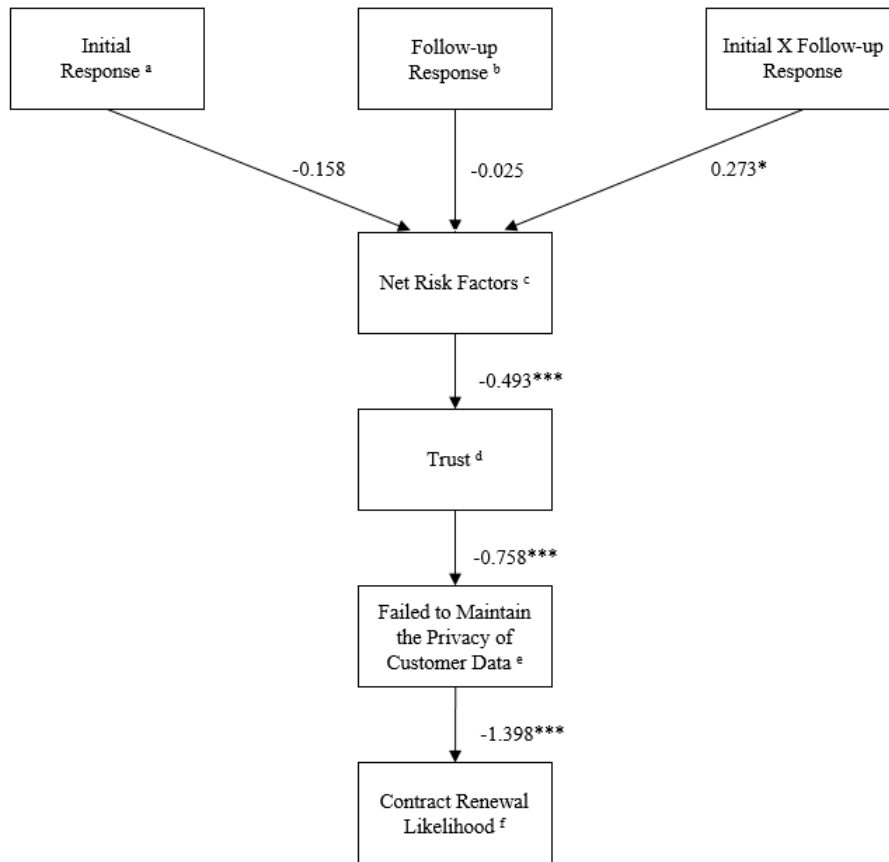 Initial
Response ᵃ
Follow-up
Response ᵇ
Initial X Follow-up
Response
-0.158
-0.025
0.273*
Net Risk Factors ᶜ
-0.493***
Trust ᵈ
-0.758***
Failed to Maintain
the Privacy of
Customer Data ᵉ
-1.398***
Contract Renewal
Likelihood ᶠ